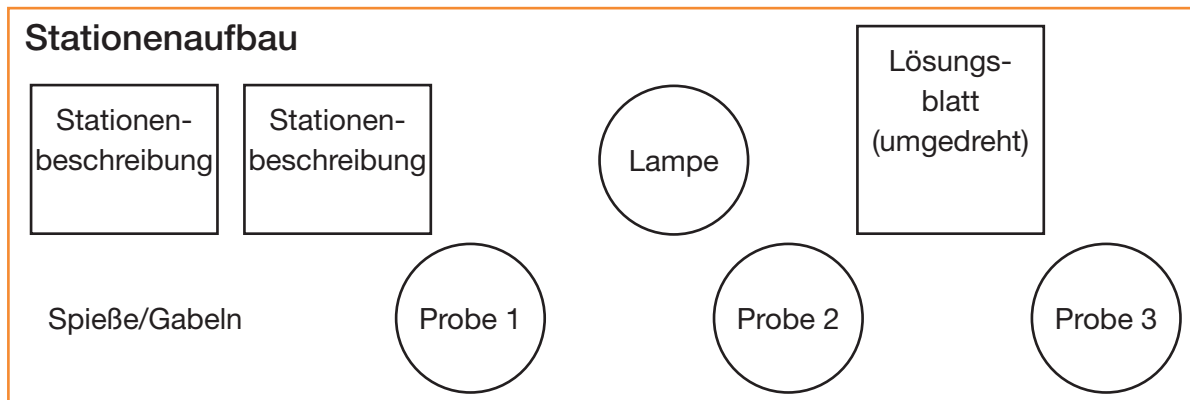 Stationenaufbau
Stationen-
beschreibung
Stationen-
beschreibung
Lampe
Lösungs-
blatt
(umgedreht)
Spieße/Gabeln
Probe 1
Probe 2
Probe 3